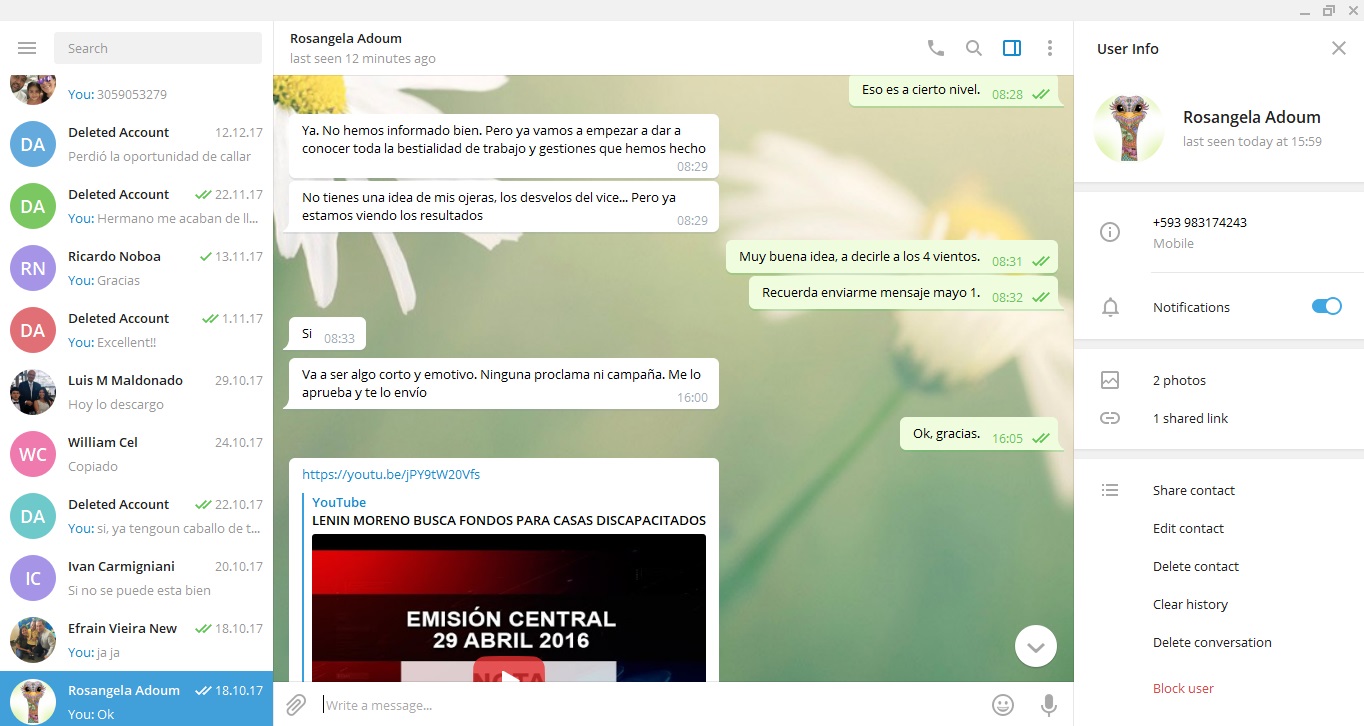 Search
You: 3059053279
Deleted Account 12.12.17
Perdió la oportunidad de callar
DA
Deleted Account 22.11.17
You: Hermano me acaban de ll...
DA
Ricardo Noboa 13.11.17
You: Gracias
RN
Deleted Account 1.11.17
You: Excellent!!
DA
Luis M Maldonado 29.10.17
Hoy lo descargo
William Cel 24.10.17
Copiado
WC
Deleted Account 22.10.17
You: si, ya tengoun caballo de t...
DA
Ivan Carmigniani 20.10.17
Si no se puede esta bien
IC
Efrain Vieira New 18.10.17
You: ja ja
Rosangela Adoum 18.10.17
You: Ok
Rosangela Adoum
last seen 12 minutes ago
Eso es a cierto nivel. 08:28
Ya. No hemos informado bien. Pero ya vamos a empezar a dar a
conocer toda la bestialidad de trabajo y gestiones que hemos hecho
08:29
No tienes una idea de mis ojeras, los desvelos del vice... Pero ya
estamos viendo los resultados 08:29
Muy buena idea, a decirle a los 4 vientos. 08:31
Recuerda enviarme mensaje mayo 1. 08:32
Si 08:33
Va a ser algo corto y emotivo. Ninguna proclama ni campaña. Me lo
aprueba y te lo envío 16:00
Ok, gracias. 16:05
https://youtu.be/jPY9tW20Vfs
YouTube
LENIN MORENO BUSCA FONDOS PARA CASAS DISCAPACITADOS
EMISIÓN CENTRAL
29 ABRIL 2016
NOTA
Write a message...
User Info
Rosangela Adoum
last seen today at 15:59
+593 983174243
Mobile
Notifications
2 photos
1 shared link
Share contact
Edit contact
Delete contact
Clear history
Delete conversation
Block user